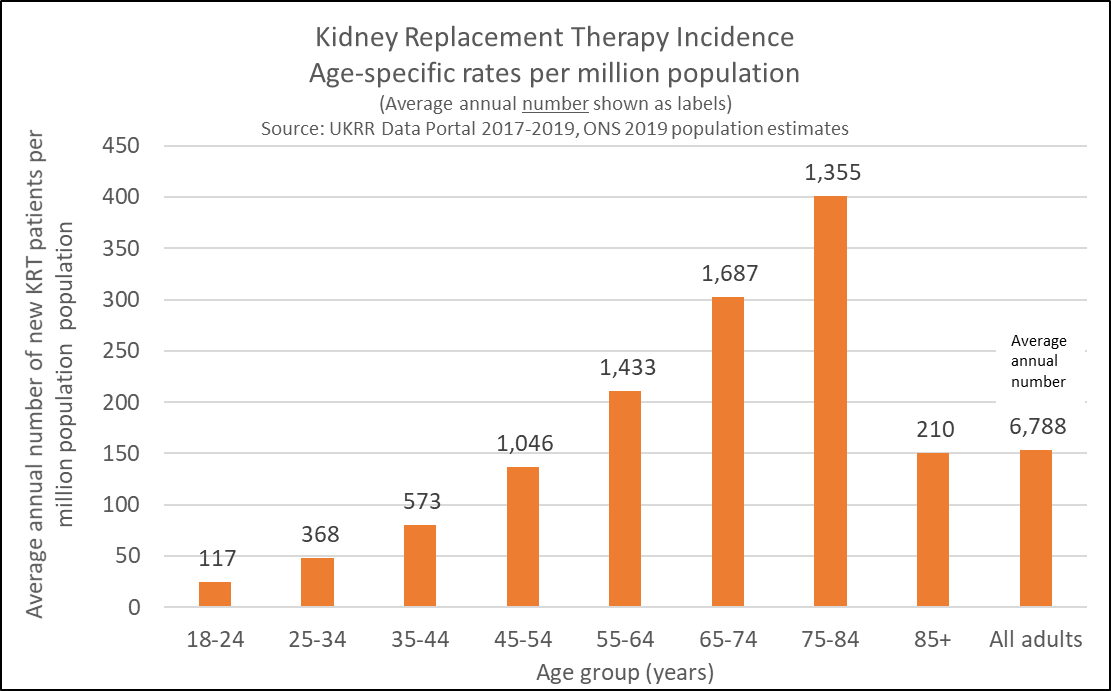 Kidney Replacement Therapy Incidence
Age-specific rates per million population
(Average annual number shown as labels)
Source: UKRR Data Portal 2017-2019, ONS 2019 population estimates
Average annual number of new KRT patients per
million population population
450
400
350
300
250
200
150
100
50
0
117
368
573
1,046
1,433
1,687
1,355
210
Average
annual
number
6,788
18-24 25-34 35-44 45-54 55-64 65-74 75-84 85+ All adults
Age group (years)